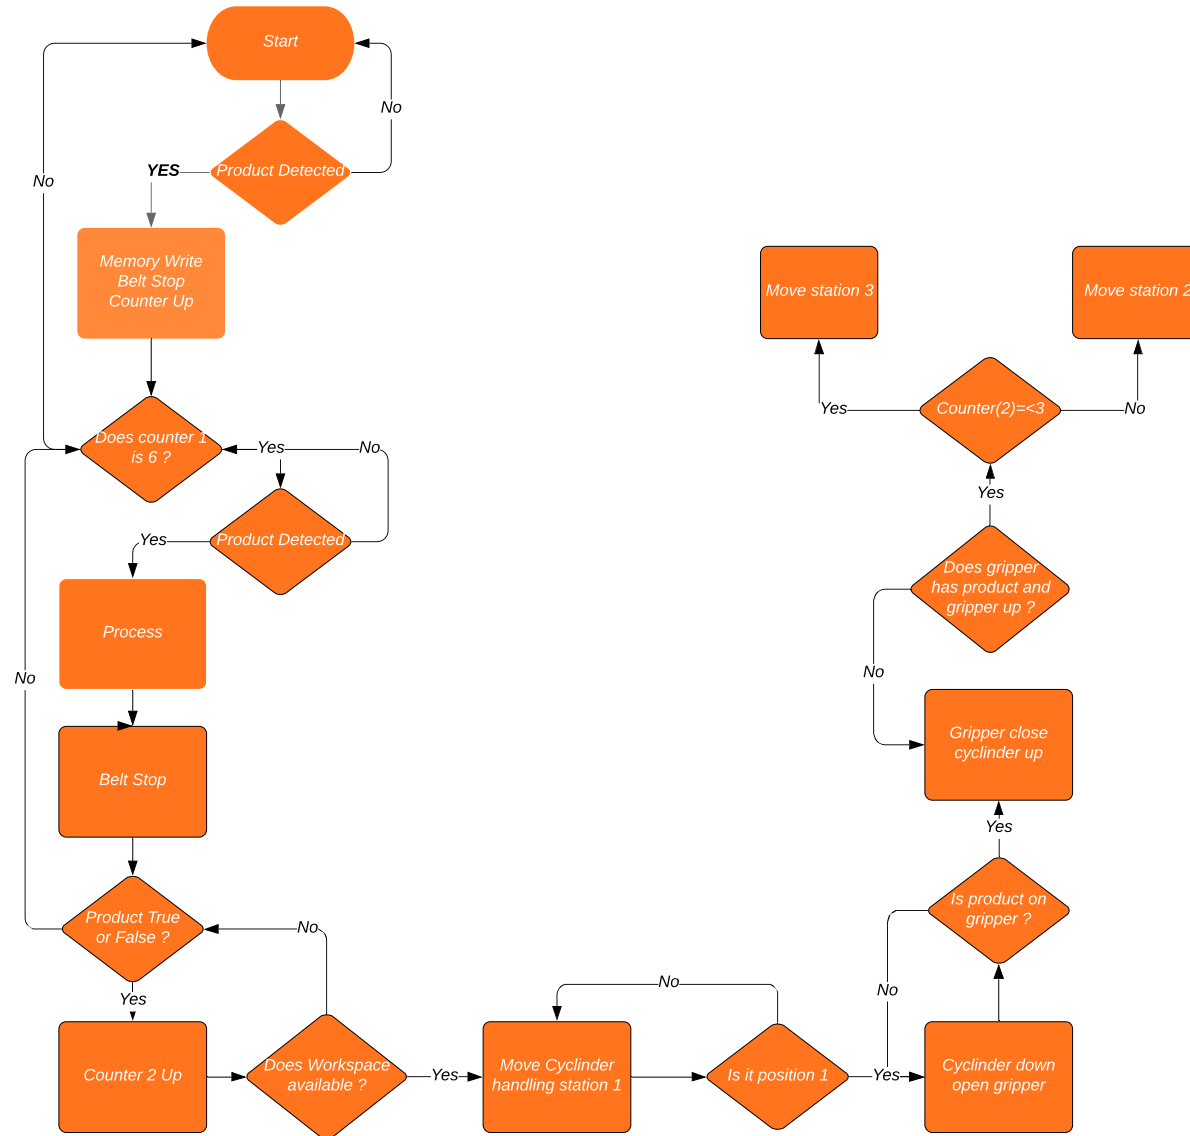 Start
No
Product Detected
YES
No
Memory Write
Belt Stop
Counter Up
Does counter 1
is 6 ?
Yes
No
Product Detected
Yes
Process
No
Belt Stop
Product True
or False ?
No
Yes
Counter 2 Up
Does Workspace
available ?
Yes
Move Cyclinder
handling station 1
No
Is it position 1
Yes
Cyclinder down
open gripper
No
Is product on
gripper ?
Yes
Gripper close
cyclinder up
No
Does gripper
has product and
gripper up ?
Yes
Counter(2)=<3
Yes
No
Move station 3
Move station 2